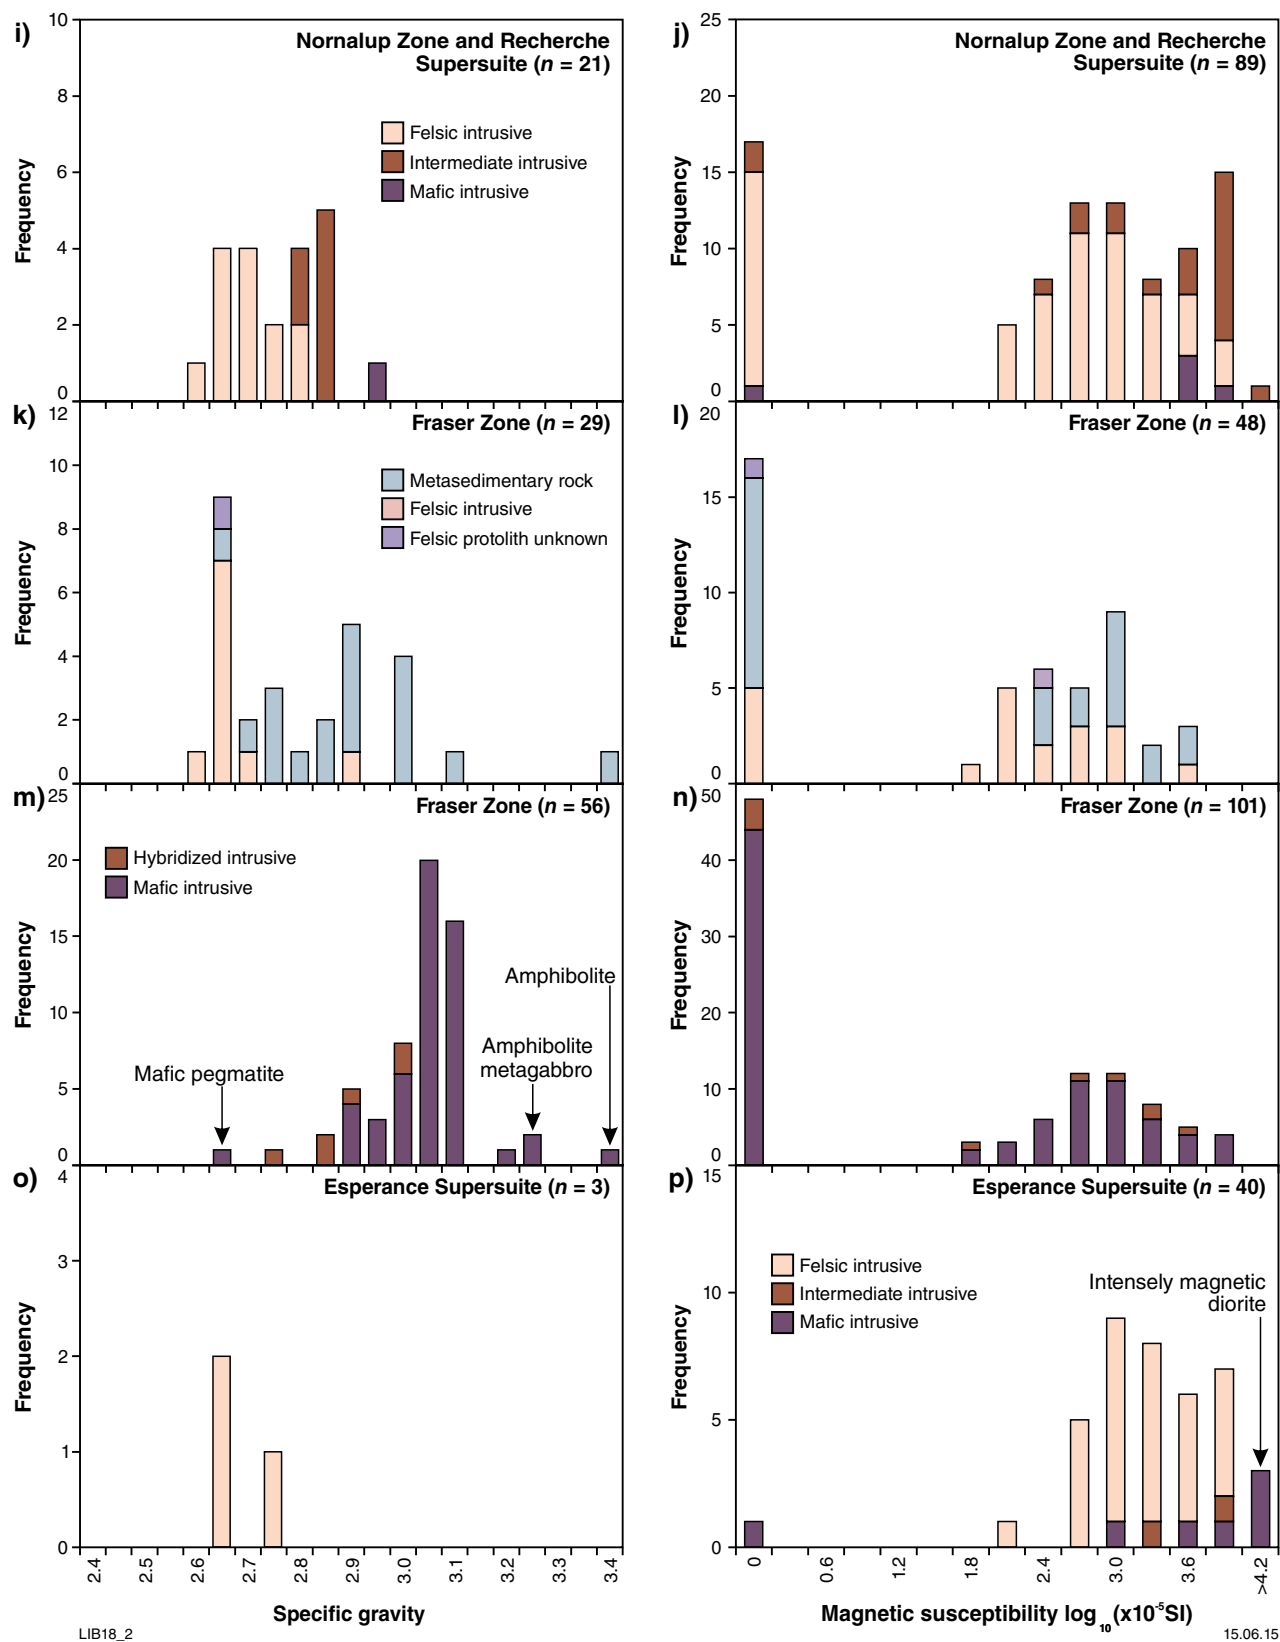 i)
10
8
6
4
2
0
Frequency
Nornalup Zone and Recherche
Supersuite (n = 21)
Felsic intrusive
Intermediate intrusive
Mafic intrusive
j)
25
20
15
10
5
0
Frequency
Nornalup Zone and Recherche
Supersuite (n = 89)
k)
12
10
8
6
4
2
0
Frequency
Fraser Zone (n = 29)
Metasedimentary rock
Felsic intrusive
Felsic protolith unknown
l)
20
15
10
5
0
Frequency
Fraser Zone (n = 48)
m)
25
20
15
10
5
0
Frequency
Fraser Zone (n = 56)
Hybridized intrusive
Mafic intrusive
Mafic pegmatite
Amphibolite
Amphibolite
metagabbro
n)
50
40
30
20
10
0
Frequency
Fraser Zone (n = 101)
o)
4
3
2
1
0
Frequency
Esperance Supersuite (n = 3)
2.4 2.5 2.6 2.7 2.8 2.9 3.0 3.1 3.2 3.3 3.4
Specific gravity
p)
15
10
5
0
Frequency
Esperance Supersuite (n = 40)
Felsic intrusive
Intermediate intrusive
Mafic intrusive
Intensely magnetic
diorite
0 0.6 1.2 1.8 2.4 3.0 3.6 >4.2
Magnetic susceptibility log₁₀(x10⁻⁵SI)
LIB18_2
15.06.15